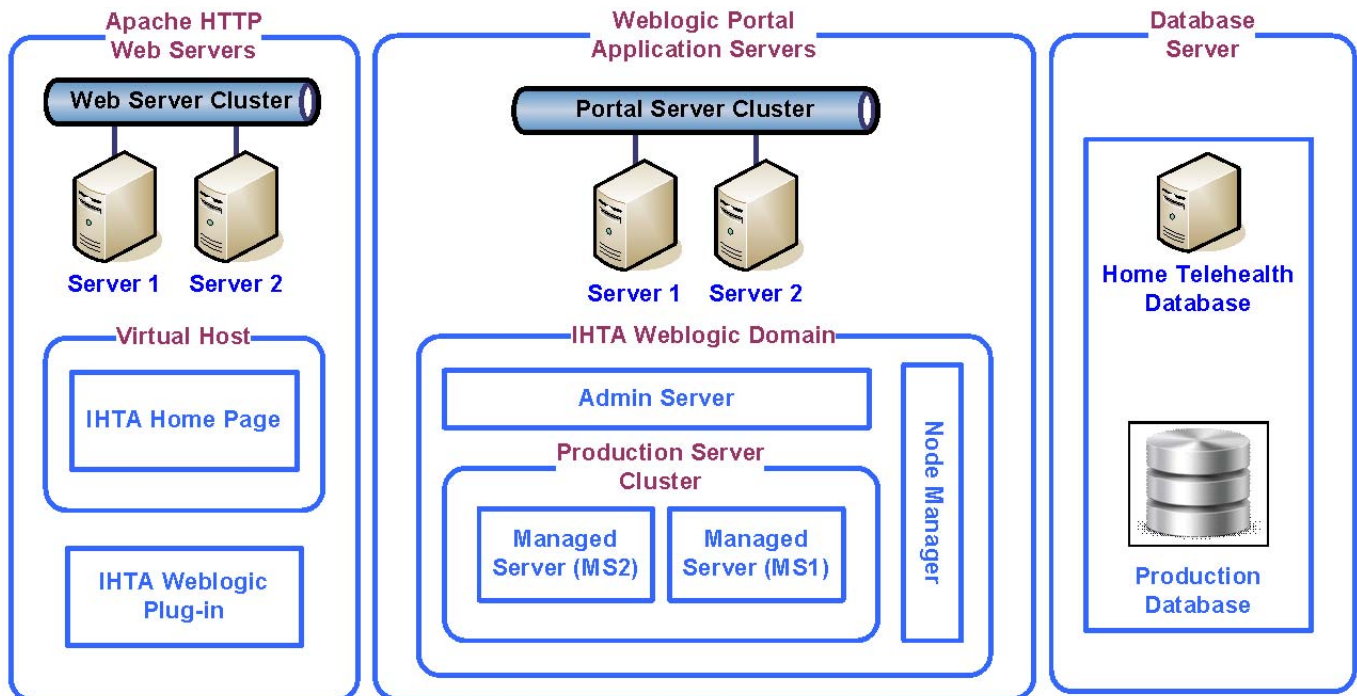 Apache HTTP
Web Servers
Web Server Cluster
Server 1
Server 2
Virtual Host
IHTA Home Page
IHTA Weblogic
Plug-in
Weblogic Portal
Application Servers
Portal Server Cluster
Server 1
Server 2
IHTA Weblogic Domain
Admin Server
Production Server
Cluster
Managed
Server (MS2)
Managed
Server (MS1)
Node Manager
Database
Server
Home Telehealth
Database
Production
Database